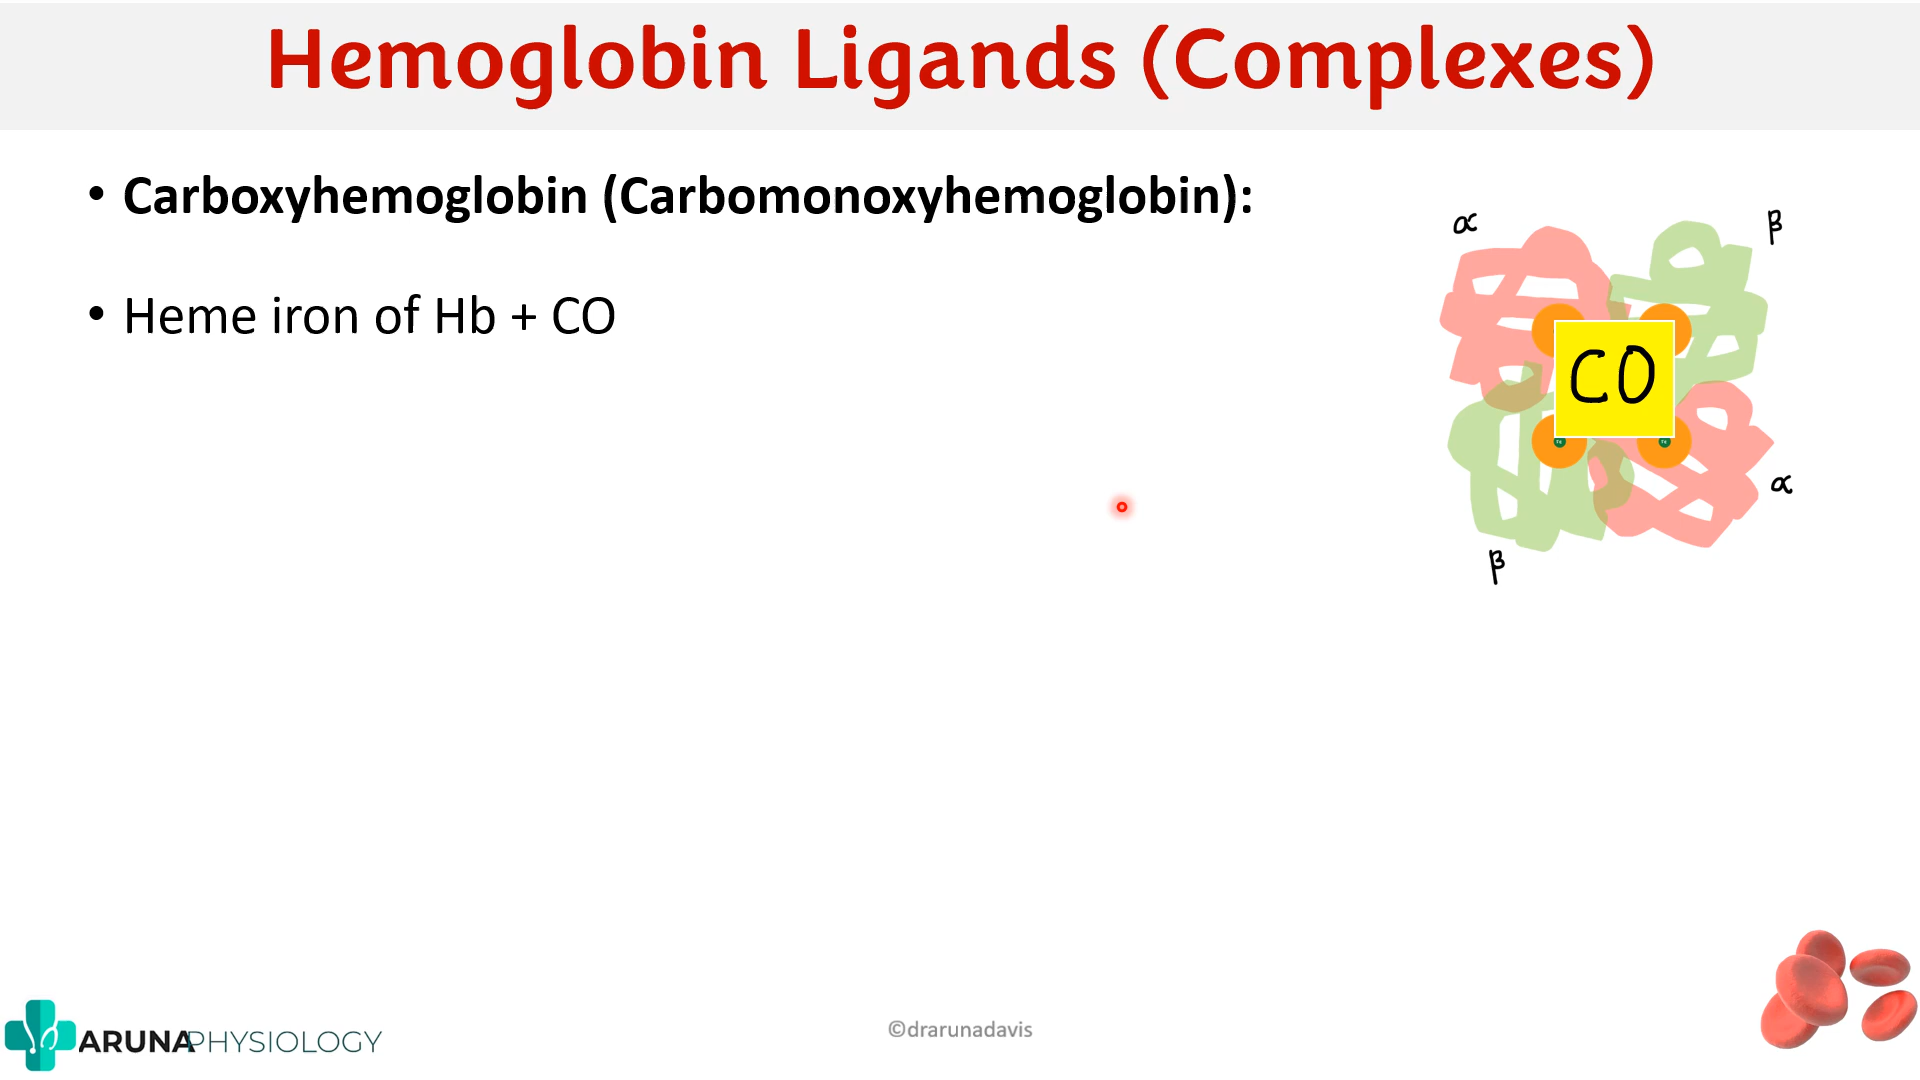 Hemoglobin Ligands (Complexes)
• Carboxyhemoglobin (Carbomonoxyhemoglobin):
• Heme iron of Hb + CO
α
β
CO
α
β
ARUNAPHYSIOLOGY
©drarunadavis